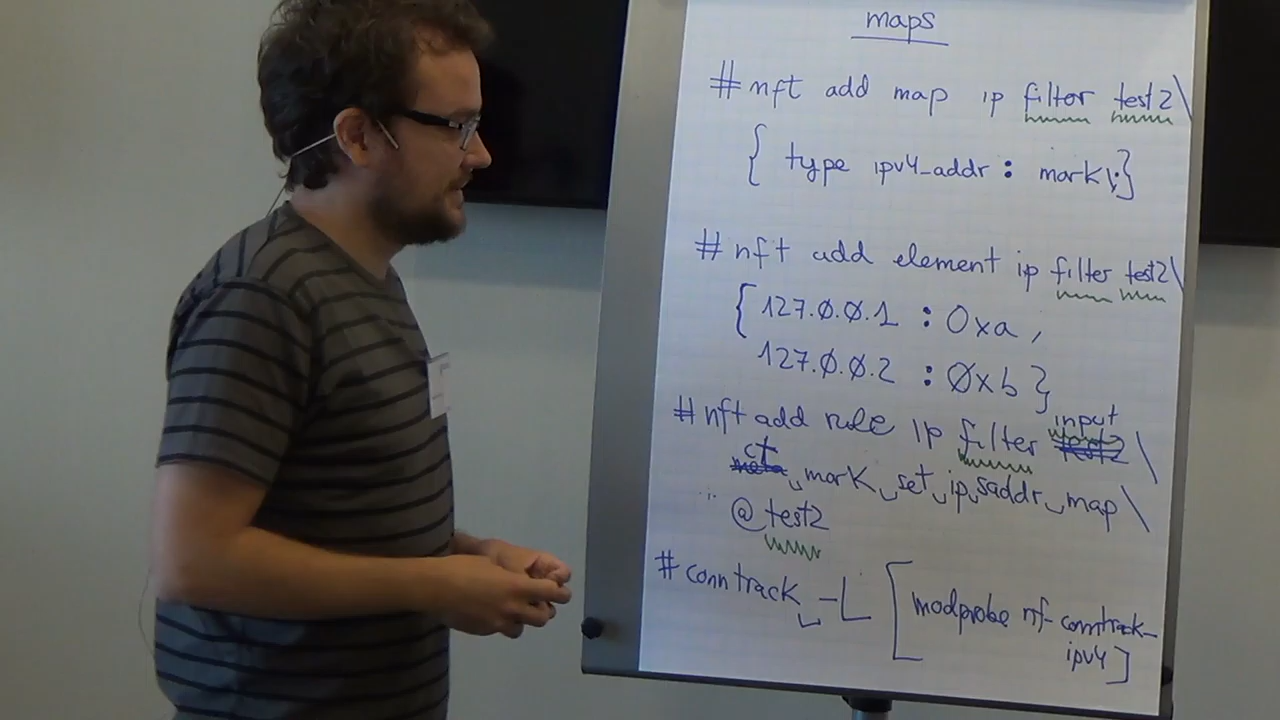 maps
# nft add map ip filter test2 \
{ type ipv4_addr : mark\;}
# nft add element ip filter test2 \
{ 127.0.0.1 : 0xa ,
127.0.0.2 : 0xb }
# nft add rule ip filter input \
ct mark set ip saddr map \
@ test2
# conntrack -L [modprobe nf-conntrack-
ipv4]